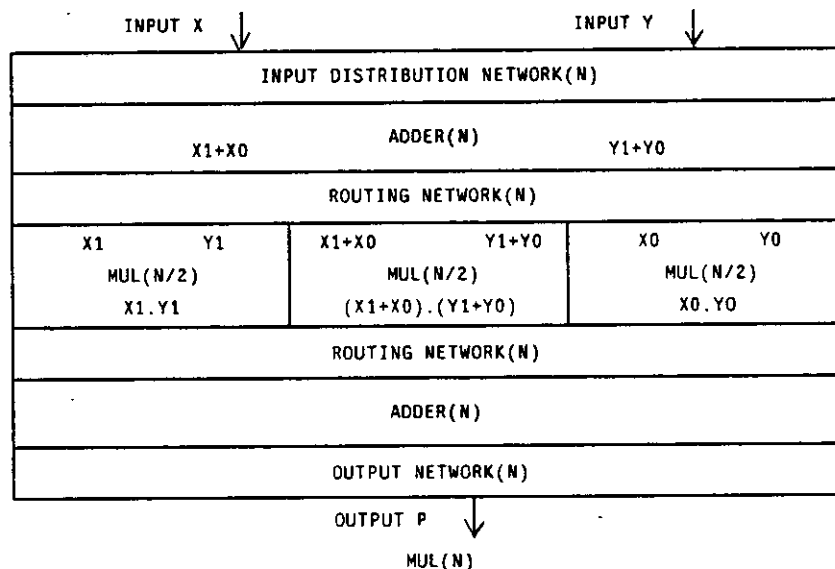 INPUT X INPUT Y
INPUT DISTRIBUTION NETWORK(N)
ADDER(N)
X1+X0 Y1+Y0
ROUTING NETWORK(N)
X1 Y1 X1+X0 Y1+Y0 X0 Y0
MUL(N/2) MUL(N/2) MUL(N/2)
X1.Y1 (X1+X0).(Y1+Y0) X0.Y0
ROUTING NETWORK(N)
ADDER(N)
OUTPUT NETWORK(N)
OUTPUT P
MUL(N)